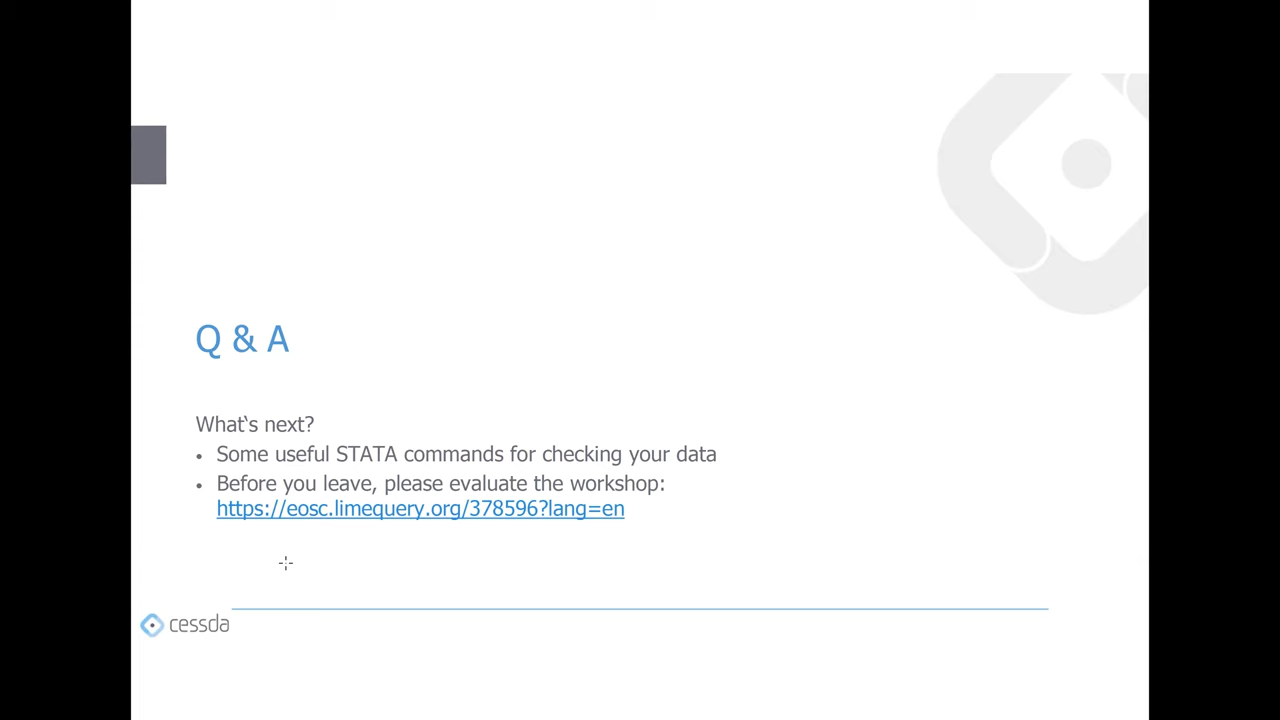 Q & A
What‘s next?
• Some useful STATA commands for checking your data
• Before you leave, please evaluate the workshop:
https://eosc.limequery.org/378596?lang=en
cessda